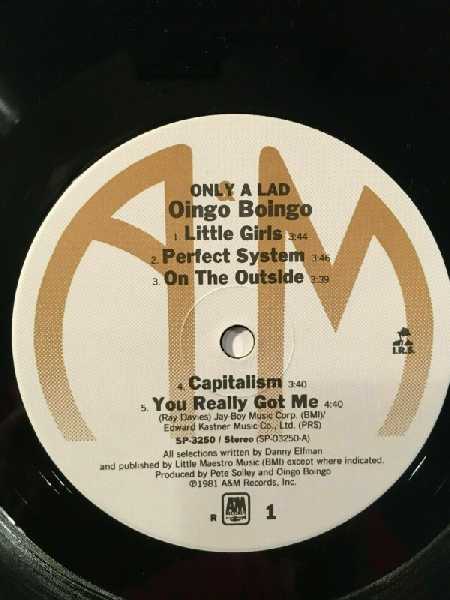 A&M
ONLY A LAD
Oingo Boingo
1. Little Girls 3:44
2. Perfect System 3:46
3. On The Outside 3:39
I.R.S.
4. Capitalism 3:40
5. You Really Got Me 4:40
(Ray Davies) Jay-Boy Music Corp. (BMI)/
Edward Kastner Music Co., Ltd. (PRS)
SP-3250 / Stereo (SP-03250-A)
All selections written by Danny Elfman
and published by Little Maestro Music (BMI) except where indicated.
Produced by Pete Solley and Oingo Boingo
©1981 A&M Records, Inc.
R A&M 1